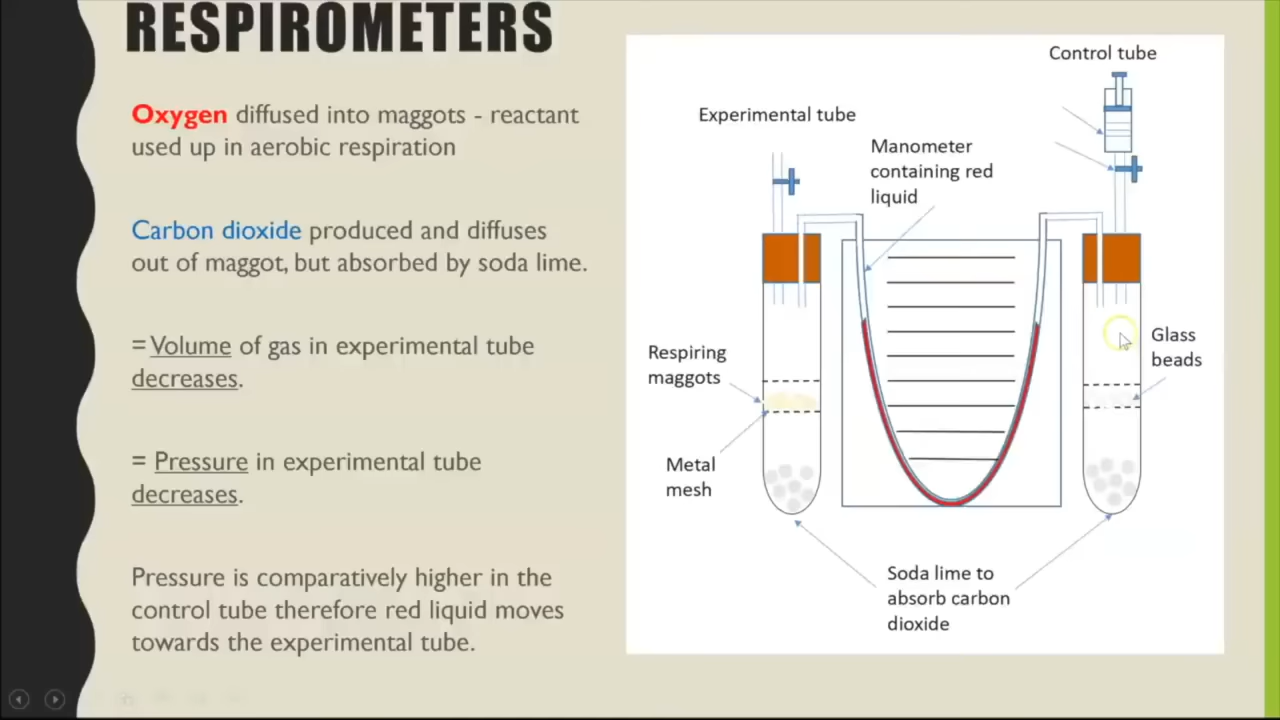 RESPIROMETERS
Oxygen diffused into maggots - reactant
used up in aerobic respiration
Carbon dioxide produced and diffuses
out of maggot, but absorbed by soda lime.
= Volume of gas in experimental tube
decreases.
= Pressure in experimental tube
decreases.
Pressure is comparatively higher in the
control tube therefore red liquid moves
towards the experimental tube.
Control tube
Experimental tube
Manometer
containing red
liquid
Glass
beads
Respiring
maggots
Metal
mesh
Soda lime to
absorb carbon
dioxide